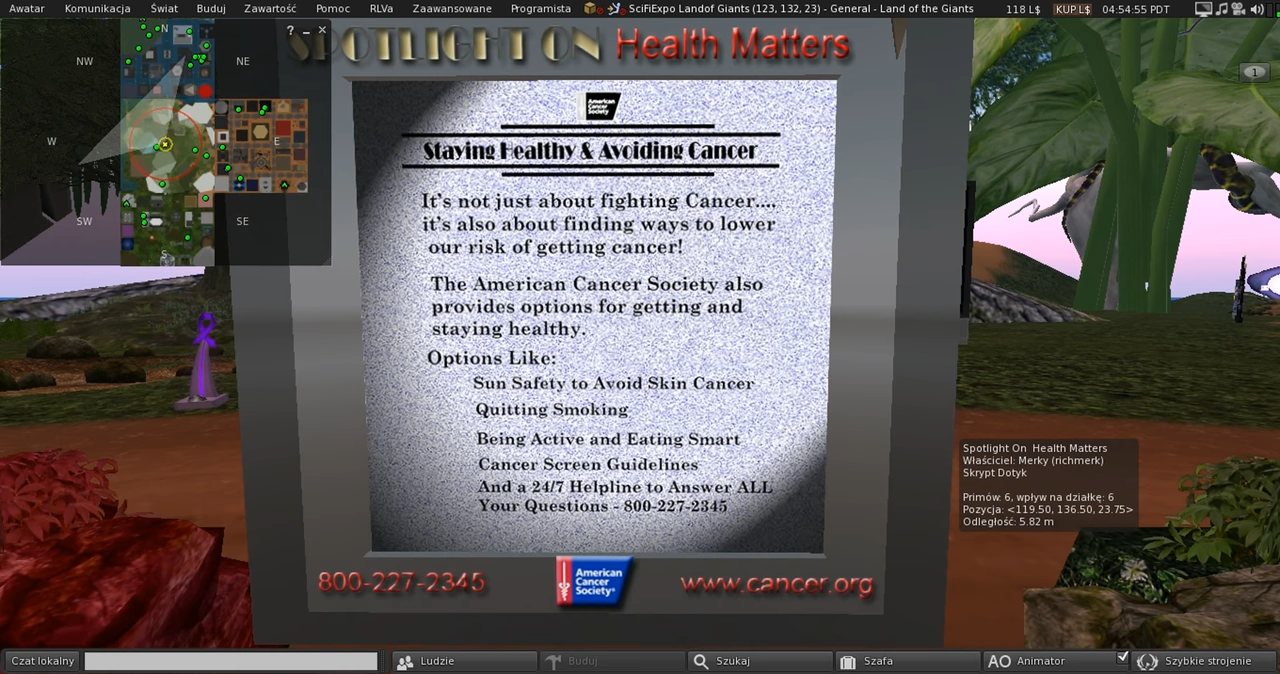 Awatar Komunikacja Świat Buduj Zawartość Pomoc RLVa Zaawansowane Programista SciFiExpo Landof Giants (123, 132, 23) - General - Land of the Giants 118 L$ KUP L$ 04:54:55 PDT
N
? _ ×
NW NE
W E
SW SE
S
1
SPOTLIGHT ON Health Matters
American
Cancer
Society
Staying Healthy & Avoiding Cancer
It's not just about fighting Cancer....
it's also about finding ways to lower
our risk of getting cancer!
The American Cancer Society also
provides options for getting and
staying healthy.
Options Like:
Sun Safety to Avoid Skin Cancer
Quitting Smoking
Being Active and Eating Smart
Cancer Screen Guidelines
And a 24/7 Helpline to Answer ALL
Your Questions - 800-227-2345
800-227-2345
American
Cancer
Society®
www.cancer.org
Spotlight On Health Matters
Właściciel: Merky (richmerk)
Skrypt Dotyk
Primów: 6, wpływ na działkę: 6
Pozycja: <119.50, 136.50, 23.75>
Odległość: 5.82 m
Czat lokalny Ludzie Buduj Szukaj Szafa AO Animator Szybkie strojenie